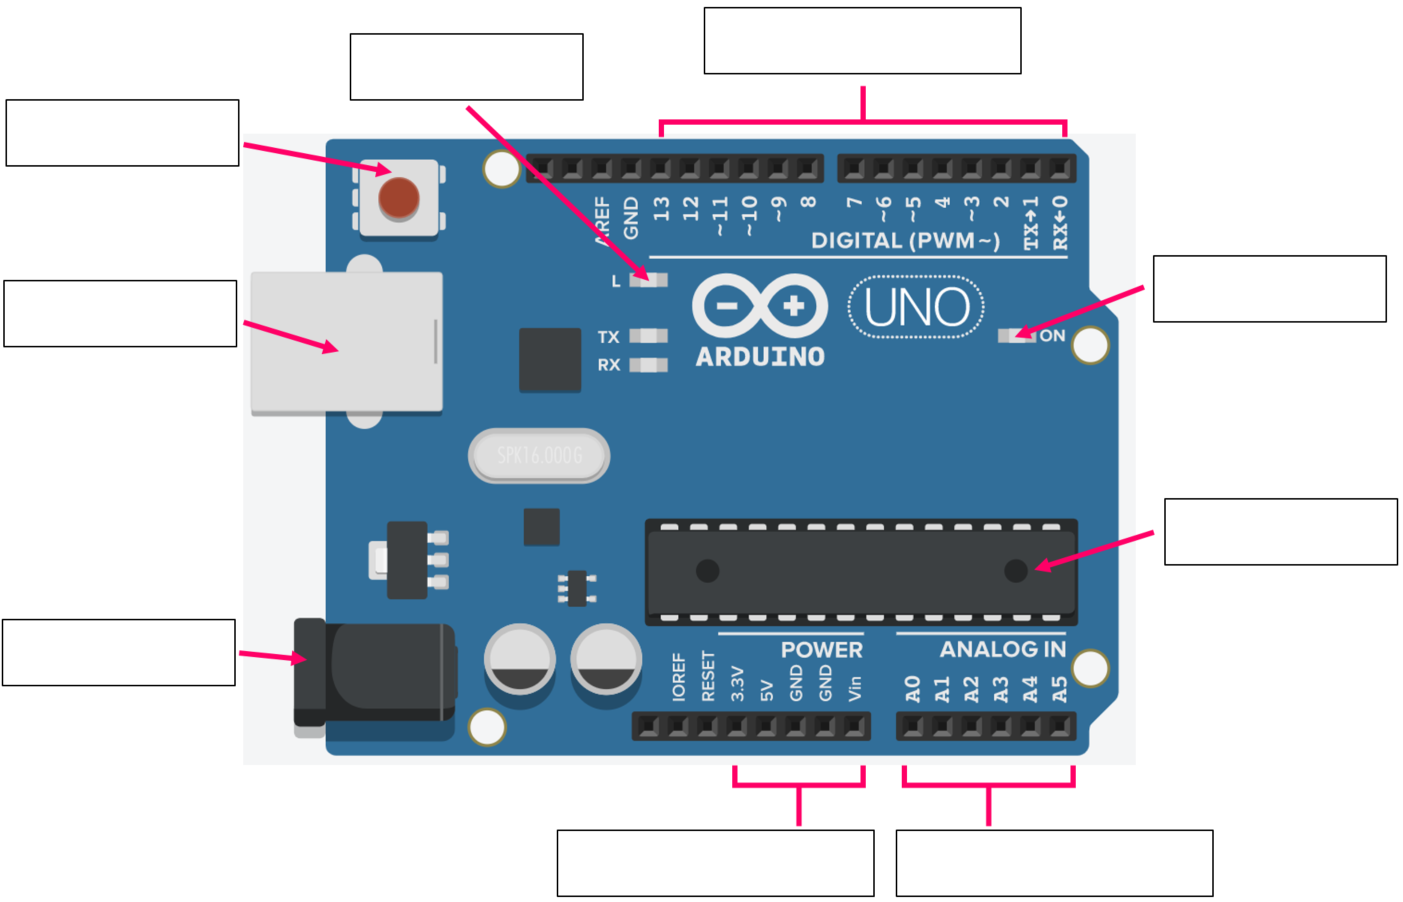 AREF
GND
13
12
~11
~10
~9
8
7
~6
~5
4
~3
2
TX→1
RX←0
DIGITAL (PWM~)
L
TX
RX
ARDUINO
UNO
ON
SPK16.000G
POWER
ANALOG IN
IOREF
RESET
3.3V
5V
GND
GND
Vin
A0
A1
A2
A3
A4
A5